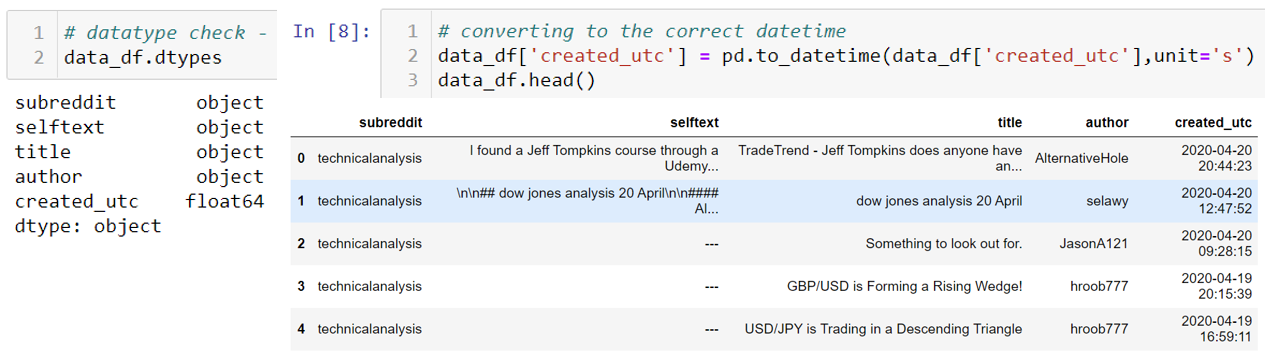 1 # datatype check -
2 data_df.dtypes
subreddit object
selftext object
title object
author object
created_utc float64
dtype: object
In [8]:
1 # converting to the correct datetime
2 data_df['created_utc'] = pd.to_datetime(data_df['created_utc'],unit='s')
3 data_df.head()
subreddit selftext title author created_utc
0 technicalanalysis I found a Jeff Tompkins course through a Udemy... TradeTrend - Jeff Tompkins does anyone have an... AlternativeHole 2020-04-20 20:44:23
1 technicalanalysis \n\n## dow jones analysis 20 April\n\n#### Al... dow jones analysis 20 April selawy 2020-04-20 12:47:52
2 technicalanalysis --- Something to look out for. JasonA121 2020-04-20 09:28:15
3 technicalanalysis --- GBP/USD is Forming a Rising Wedge! hroob777 2020-04-19 20:15:39
4 technicalanalysis --- USD/JPY is Trading in a Descending Triangle hroob777 2020-04-19 16:59:11